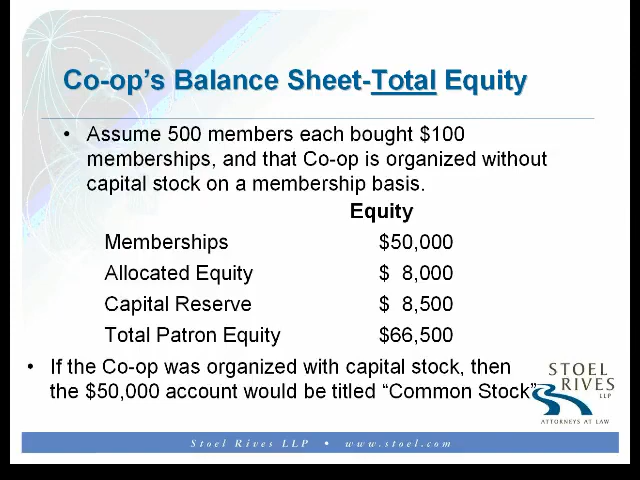 Co-op's Balance Sheet-Total Equity
• Assume 500 members each bought $100
memberships, and that Co-op is organized without
capital stock on a membership basis.
Equity
Memberships $50,000
Allocated Equity $ 8,000
Capital Reserve $ 8,500
Total Patron Equity $66,500
• If the Co-op was organized with capital stock, then
the $50,000 account would be titled “Common Stock”
STOEL
RIVES
LLP
ATTORNEYS AT LAW
Stoel Rives LLP • www.stoel.com